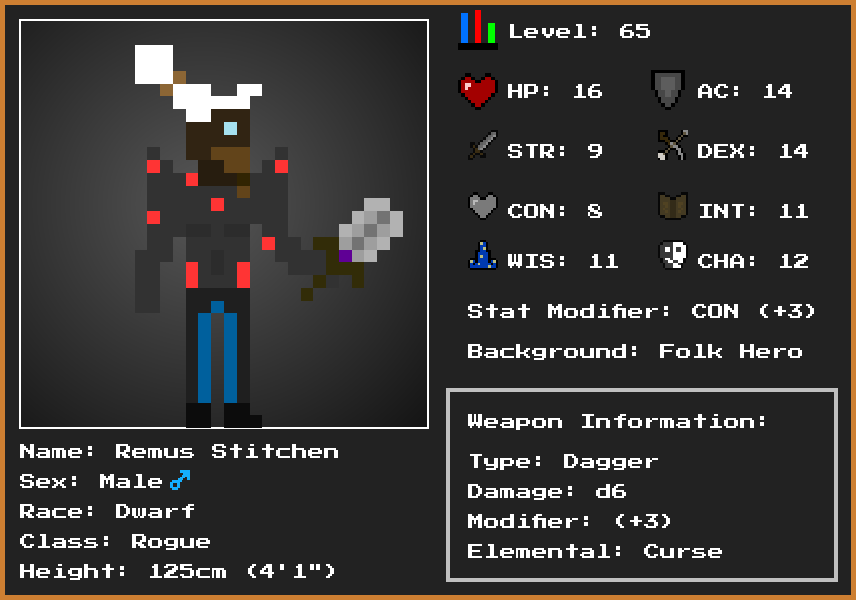 Level: 65
HP: 16
AC: 14
STR: 9
DEX: 14
CON: 8
INT: 11
WIS: 11
CHA: 12
Stat Modifier: CON (+3)
Background: Folk Hero
Weapon Information:
Type: Dagger
Damage: d6
Modifier: (+3)
Elemental: Curse
Name: Remus Stitchen
Sex: Male ♂
Race: Dwarf
Class: Rogue
Height: 125cm (4'1")